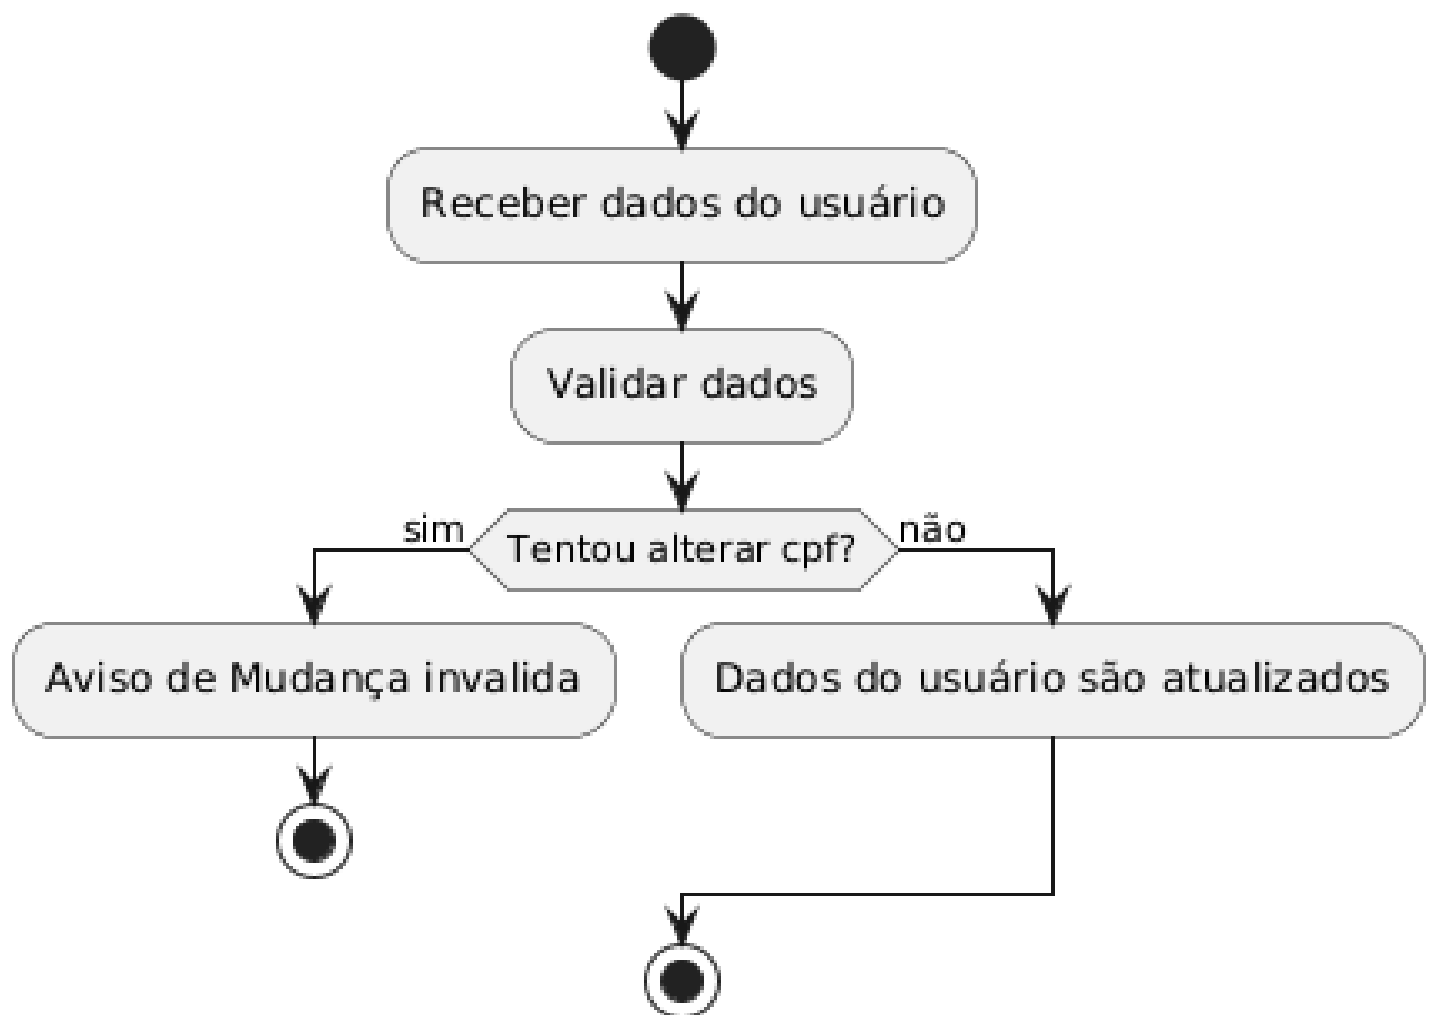 Receber dados do usuário
Validar dados
sim
Tentou alterar cpf?
não
Aviso de Mudança invalida
Dados do usuário são atualizados